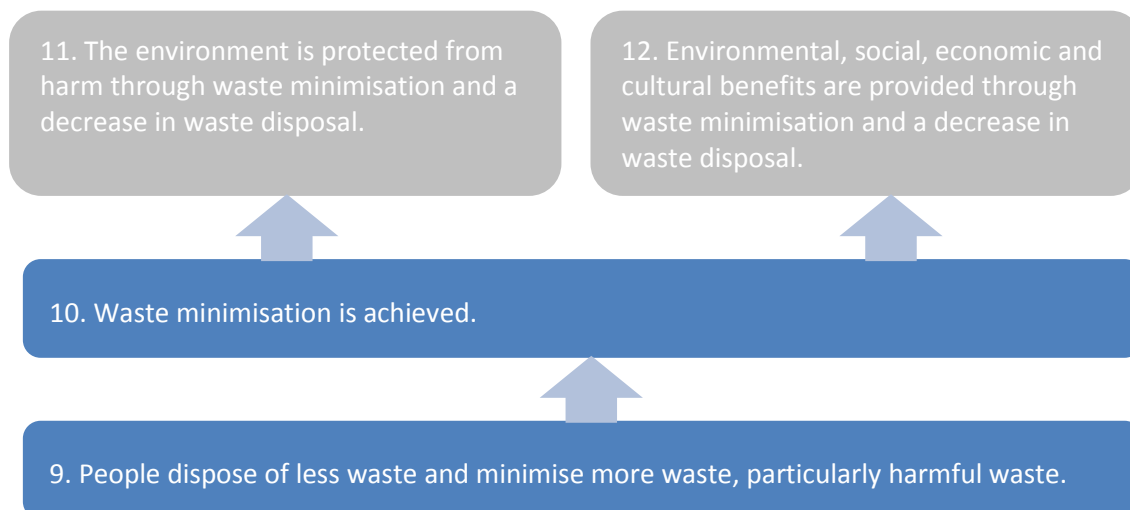 11. The environment is protected from
harm through waste minimisation and a
decrease in waste disposal.
12. Environmental, social, economic and
cultural benefits are provided through
waste minimisation and a decrease in
waste disposal.
10. Waste minimisation is achieved.
9. People dispose of less waste and minimise more waste, particularly harmful waste.